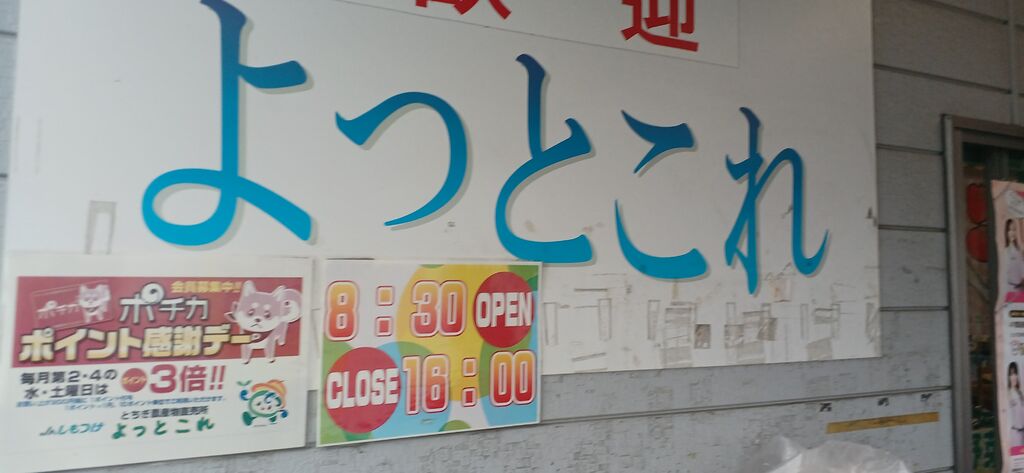 歓迎
よっとこれ
会員募集中!!
ポチカ
ポチカ
ポイント感謝デー
毎月第2・4の
水・土曜日は
ポイント
3倍!!
とちぎ農産物直売所
JAしもつけ よっとこれ
8:30 OPEN
CLOSE 16:00